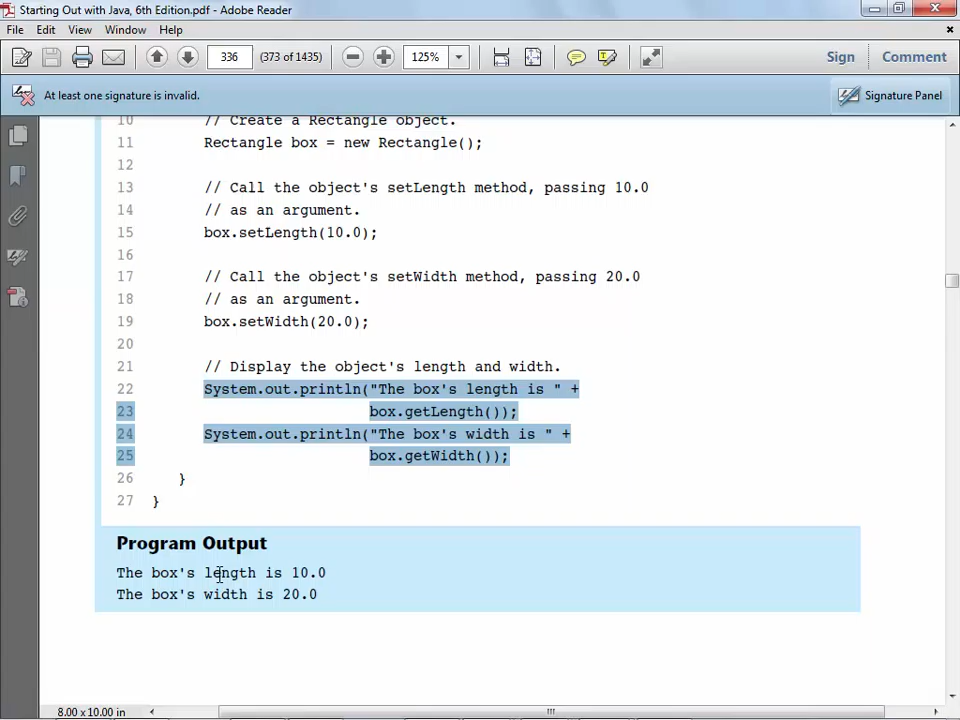 Starting Out with Java, 6th Edition.pdf - Adobe Reader
File Edit View Window Help
336 (373 of 1435) 125% Sign Comment
At least one signature is invalid. Signature Panel
10 // Create a Rectangle object.
11 Rectangle box = new Rectangle();
12
13 // Call the object's setLength method, passing 10.0
14 // as an argument.
15 box.setLength(10.0);
16
17 // Call the object's setWidth method, passing 20.0
18 // as an argument.
19 box.setWidth(20.0);
20
21 // Display the object's length and width.
22 System.out.println("The box's length is " +
23 box.getLength());
24 System.out.println("The box's width is " +
25 box.getWidth());
26 }
27 }
Program Output
The box's length is 10.0
The box's width is 20.0
8.00 x 10.00 in